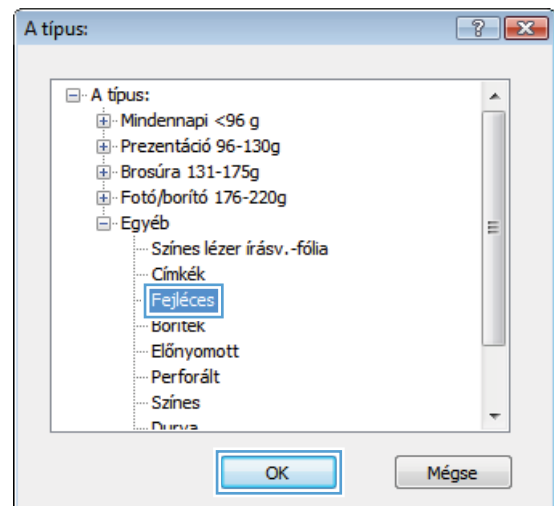 A típus:
A típus:
Mindennapi <96 g
Prezentáció 96-130g
Brosúra 131-175g
Fotó/borító 176-220g
Egyéb
Színes lézer írásv.-fólia
Címkék
Fejléces
Boríték
Előnyomott
Perforált
Színes
Durva
OK Mégse